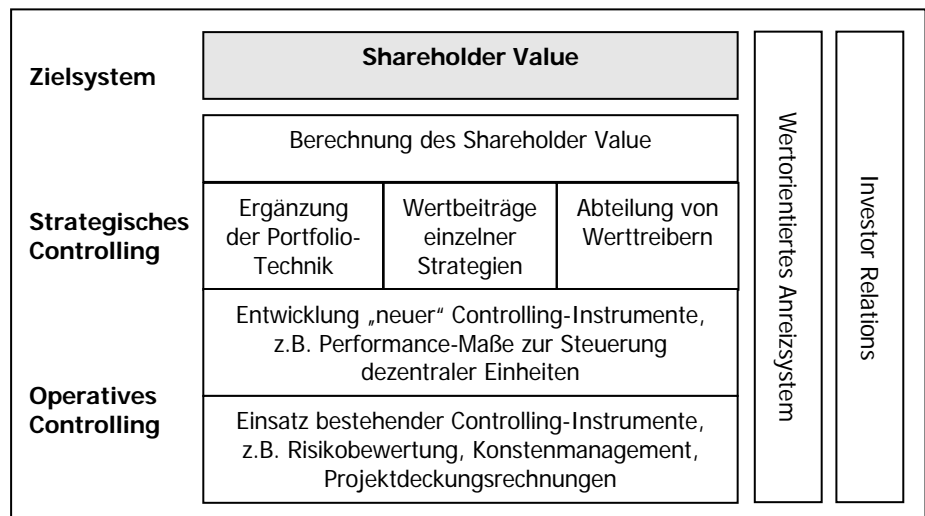 Zielsystem
Shareholder Value
Berechnung des Shareholder Value
Strategisches
Controlling
Ergänzung
der Portfolio-
Technik
Wertbeiträge
einzelner
Strategien
Abteilung von
Werttreibern
Operatives
Controlling
Entwicklung „neuer“ Controlling-Instrumente,
z.B. Performance-Maße zur Steuerung
dezentraler Einheiten
Einsatz bestehender Controlling-Instrumente,
z.B. Risikobewertung, Konstenmanagement,
Projektdeckungsrechnungen
Wertorientiertes Anreizsystem
Investor Relations